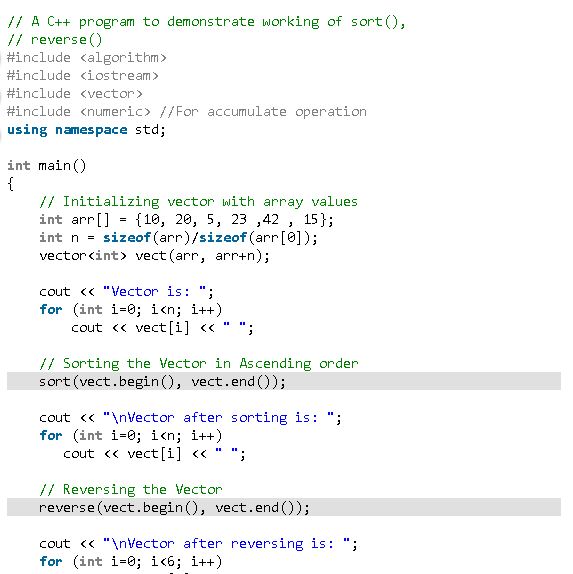 // A C++ program to demonstrate working of sort(),
// reverse()
#include <algorithm>
#include <iostream>
#include <vector>
#include <numeric> //For accumulate operation
using namespace std;
int main()
{
    // Initializing vector with array values
    int arr[] = {10, 20, 5, 23 ,42 , 15};
    int n = sizeof(arr)/sizeof(arr[0]);
    vector<int> vect(arr, arr+n);
    cout << "Vector is: ";
    for (int i=0; i<n; i++)
        cout << vect[i] << " ";
    // Sorting the Vector in Ascending order
    sort(vect.begin(), vect.end());
    cout << "\nVector after sorting is: ";
    for (int i=0; i<n; i++)
       cout << vect[i] << " ";
    // Reversing the Vector
    reverse(vect.begin(), vect.end());
    cout << "\nVector after reversing is: ";
    for (int i=0; i<6; i++)